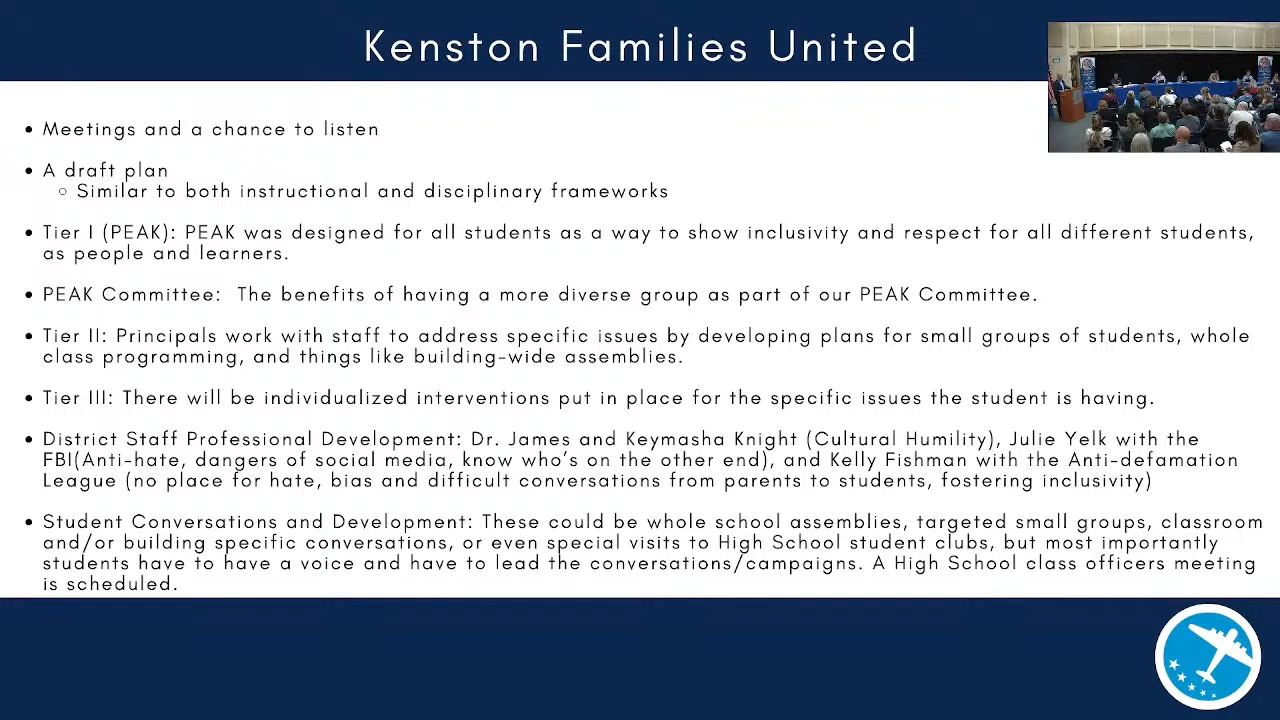 Kenston Families United
• Meetings and a chance to listen
• A draft plan
○ Similar to both instructional and disciplinary frameworks
• Tier I (PEAK): PEAK was designed for all students as a way to show inclusivity and respect for all different students,
as people and learners.
• PEAK Committee:  The benefits of having a more diverse group as part of our PEAK Committee.
• Tier II: Principals work with staff to address specific issues by developing plans for small groups of students, whole
class programming, and things like building-wide assemblies.
• Tier III: There will be individualized interventions put in place for the specific issues the student is having.
• District Staff Professional Development: Dr. James and Keymasha Knight (Cultural Humility), Julie Yelk with the
FBI(Anti-hate, dangers of social media, know who's on the other end), and Kelly Fishman with the Anti-defamation
League (no place for hate, bias and difficult conversations from parents to students, fostering inclusivity)
• Student Conversations and Development: These could be whole school assemblies, targeted small groups, classroom
and/or building specific conversations, or even special visits to High School student clubs, but most importantly
students have to have a voice and have to lead the conversations/campaigns. A High School class officers meeting
is scheduled.